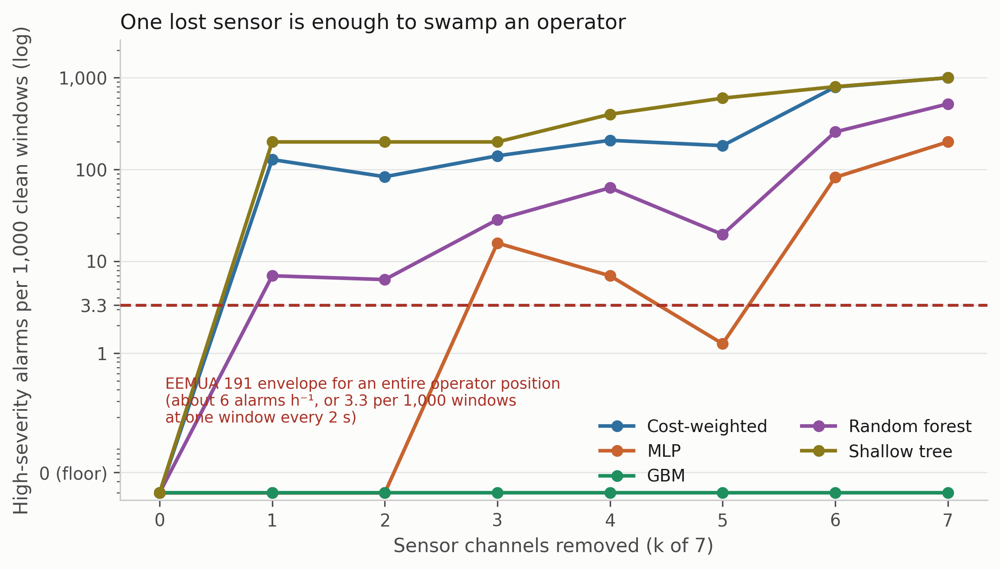 One lost sensor is enough to swamp an operator
High-severity alarms per 1,000 clean windows (log)
1,000
100
10
3.3
1
0 (floor)
EEMUA 191 envelope for an entire operator position
(about 6 alarms h⁻¹, or 3.3 per 1,000 windows
at one window every 2 s)
Cost-weighted
MLP
GBM
Random forest
Shallow tree
0 1 2 3 4 5 6 7
Sensor channels removed (k of 7)